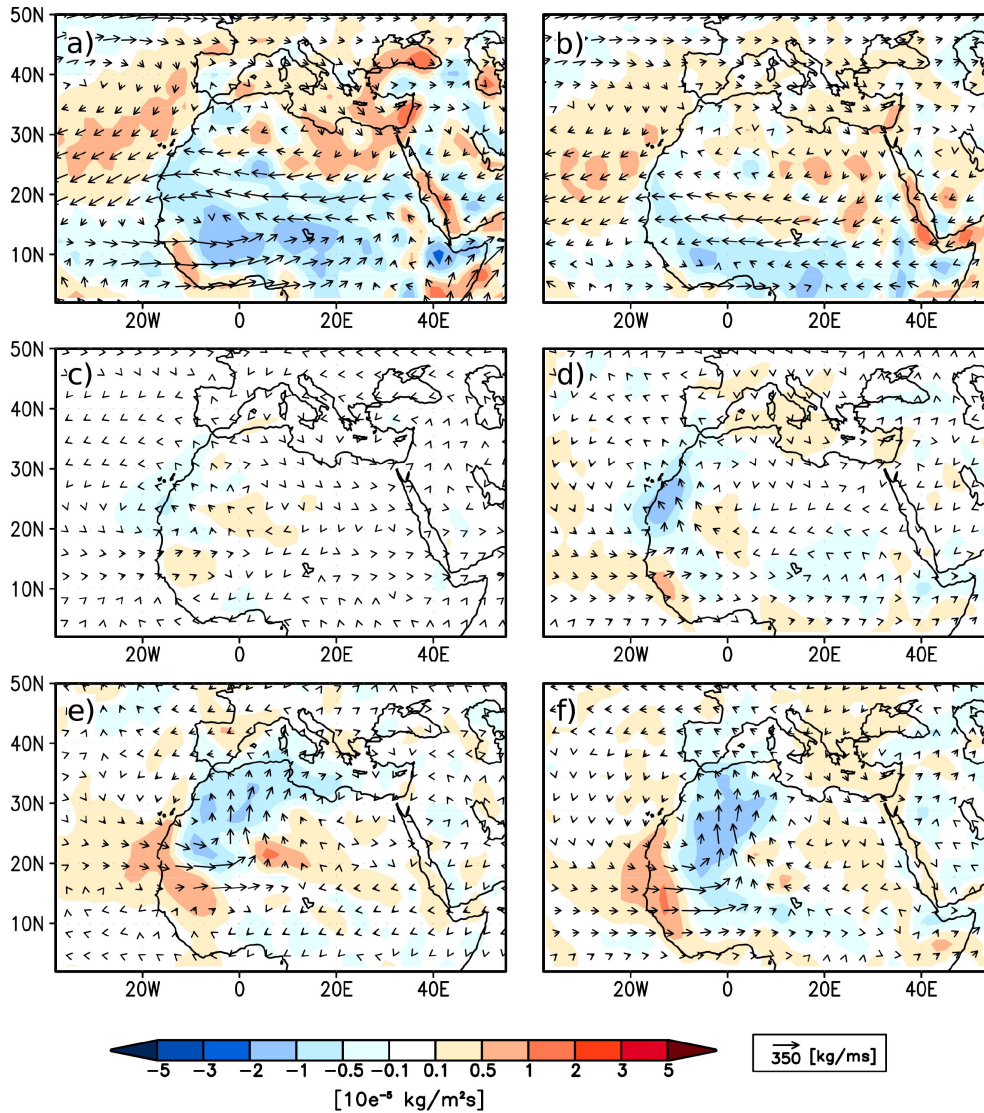 a) b)
50N
40N
30N
20N
10N
20W 0 20E 40E 20W 0 20E 40E
c) d)
50N
40N
30N
20N
10N
20W 0 20E 40E 20W 0 20E 40E
e) f)
50N
40N
30N
20N
10N
20W 0 20E 40E 20W 0 20E 40E
-5 -3 -2 -1 -0.5 -0.1 0.1 0.5 1 2 3 5
350 [kg/ms]
[10e⁻⁵ kg/m²s]